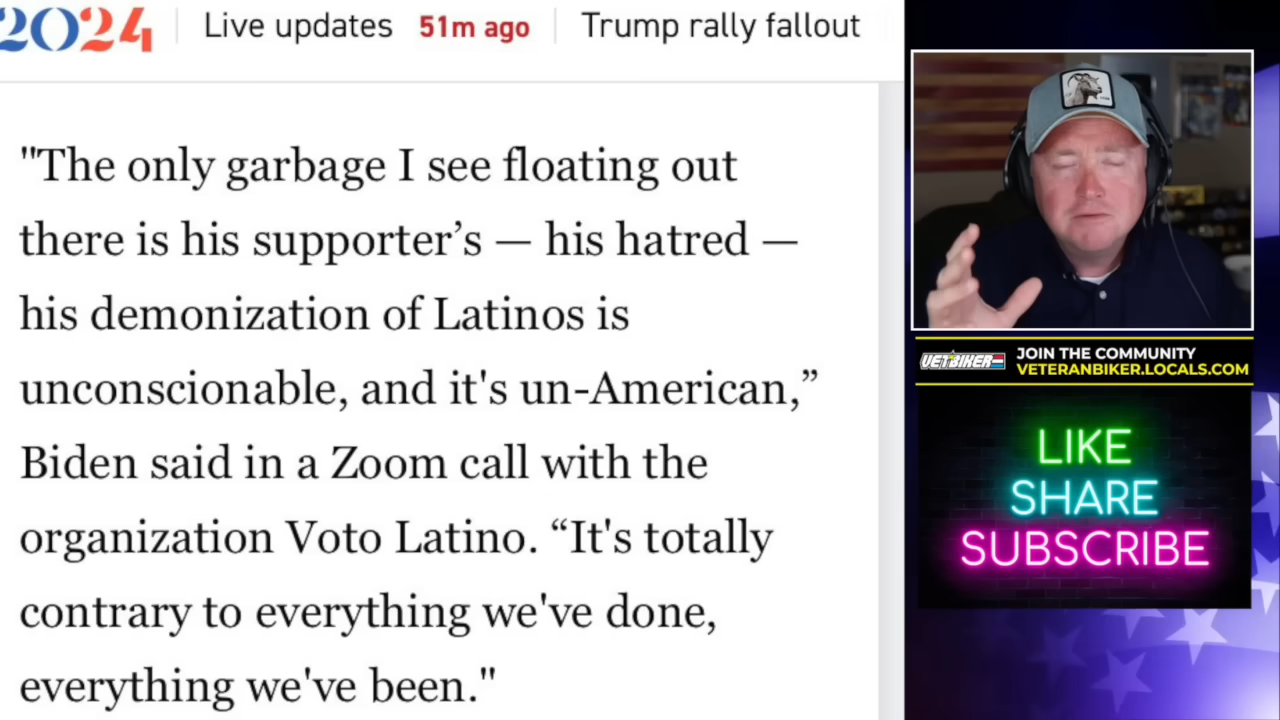 2024 Live updates 51m ago Trump rally fallout
"The only garbage I see floating out
there is his supporter’s — his hatred —
his demonization of Latinos is
unconscionable, and it's un-American,”
Biden said in a Zoom call with the
organization Voto Latino. “It's totally
contrary to everything we've done,
everything we've been."
VETBIKER
JOIN THE COMMUNITY
VETERANBIKER.LOCALS.COM
LIKE
SHARE
SUBSCRIBE